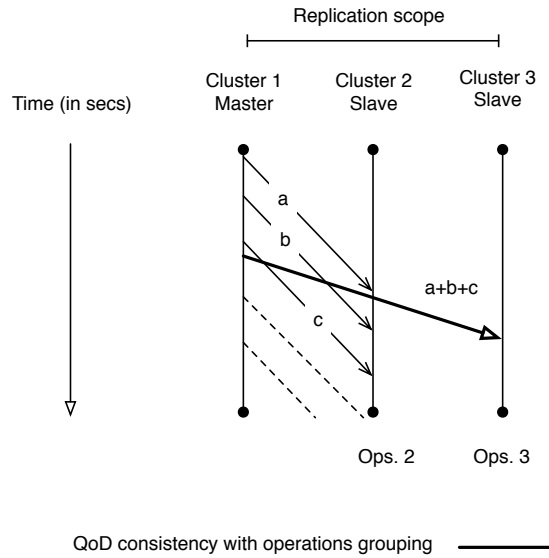 Replication scope
Cluster 1 Master
Cluster 2 Slave
Cluster 3 Slave
Time (in secs)
a
b
c
a+b+c
Ops. 2
Ops. 3
QoD consistency with operations grouping